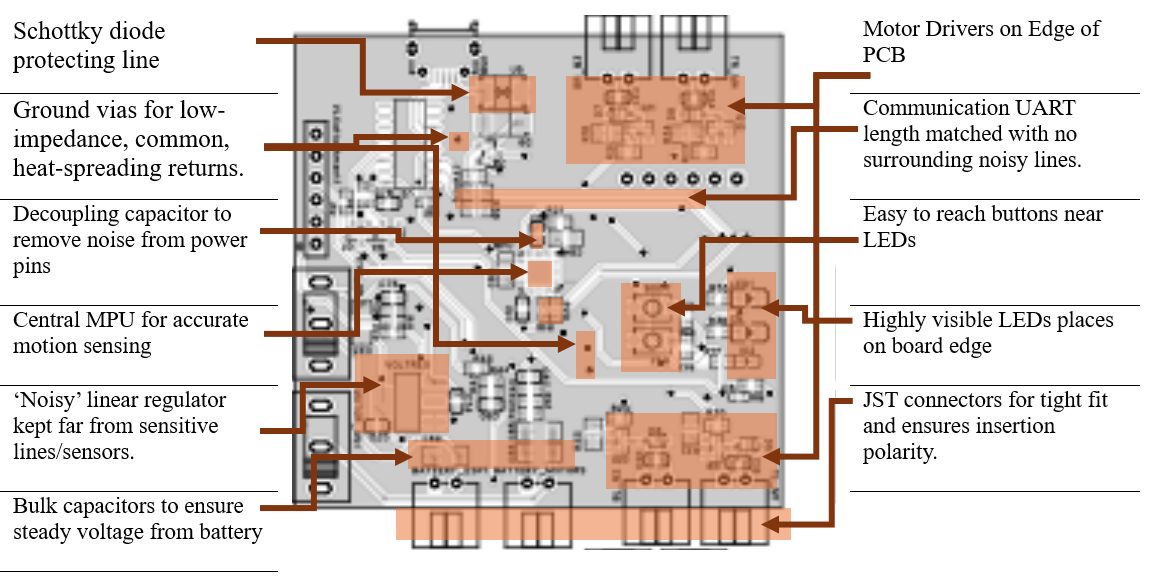 Schottky diode
protecting line
Ground vias for low-
impedance, common,
heat-spreading returns.
Decoupling capacitor to
remove noise from power
pins
Central MPU for accurate
motion sensing
‘Noisy’ linear regulator
kept far from sensitive
lines/sensors.
Bulk capacitors to ensure
steady voltage from battery
Motor Drivers on Edge of
PCB
Communication UART
length matched with no
surrounding noisy lines.
Easy to reach buttons near
LEDs
Highly visible LEDs places
on board edge
JST connectors for tight fit
and ensures insertion
polarity.